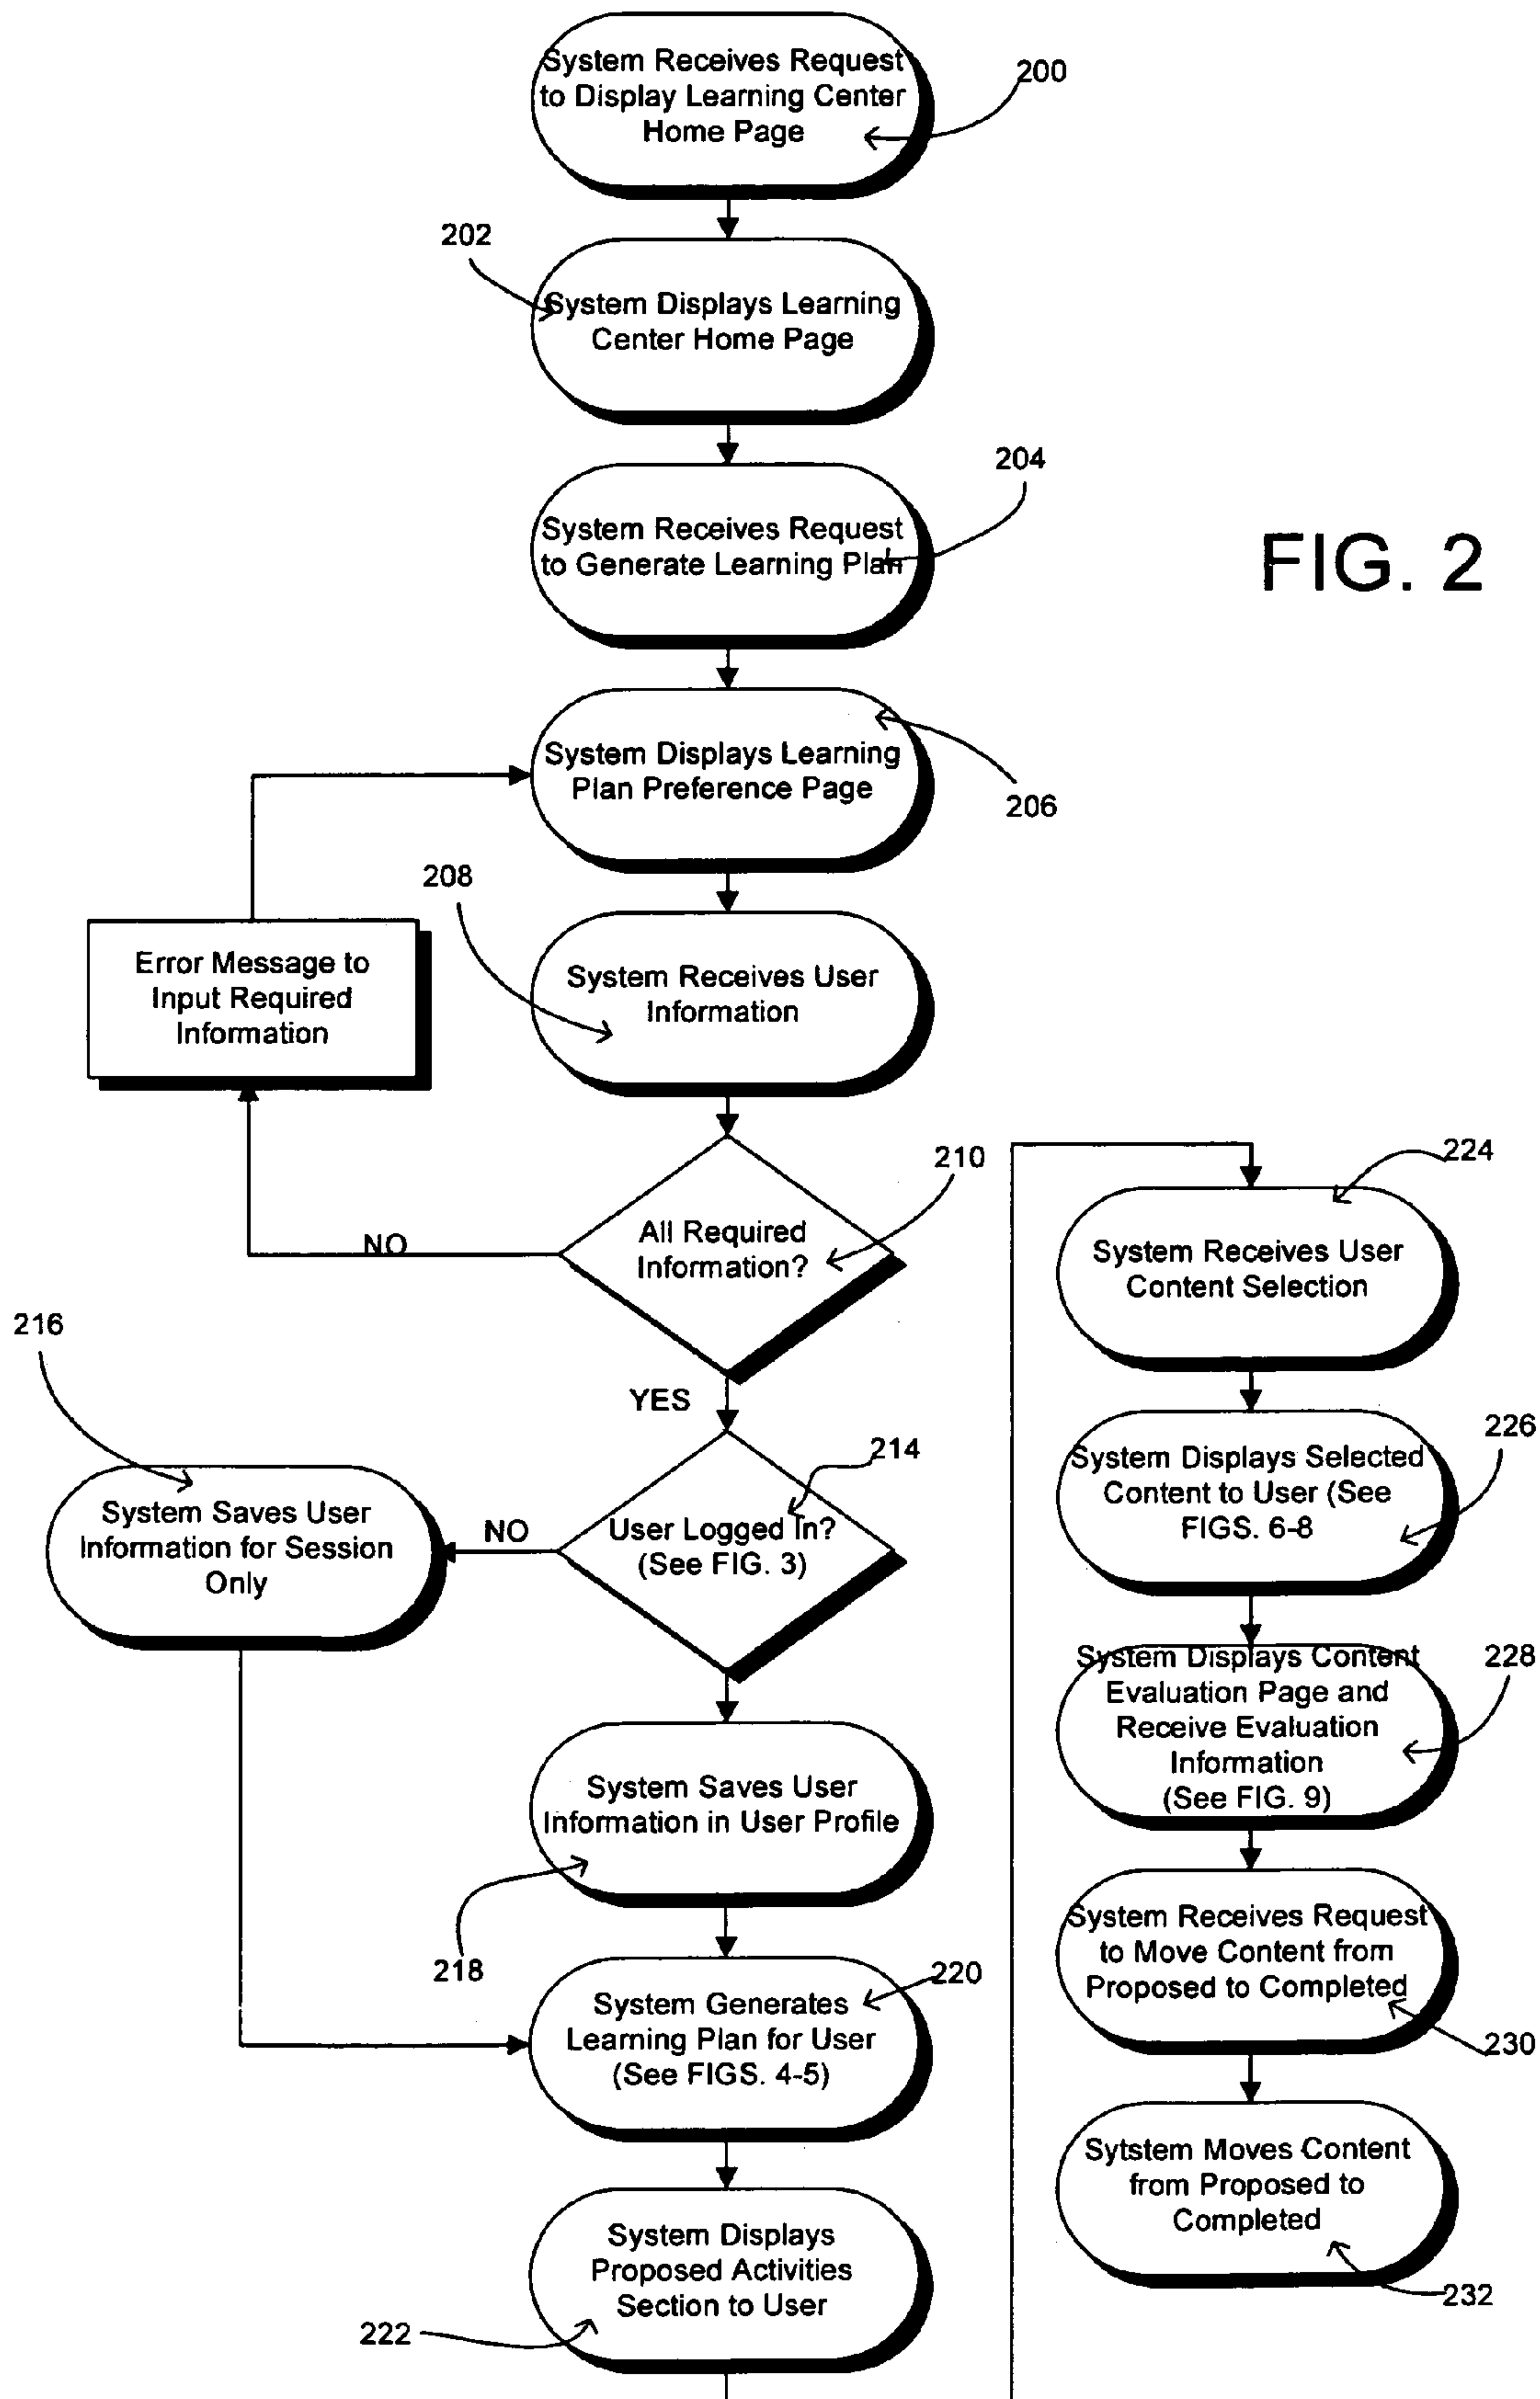 System Receives Request
to Display Learning Center
Home Page
200
202
System Displays Learning
Center Home Page
204
System Receives Request
to Generate Learning Plan
FIG. 2
System Displays Learning
Plan Preference Page
206
208
Error Message to
Input Required
Information
System Receives User
Information
210
All Required
Information?
NO
YES
216
214
System Saves User
Information for Session
Only
NO
User Logged In?
(See FIG. 3)
System Saves User
Information in User Profile
218
220
System Generates
Learning Plan for User
(See FIGS. 4-5)
System Displays
Proposed Activities
Section to User
222
224
System Receives User
Content Selection
226
System Displays Selected
Content to User (See
FIGS. 6-8
228
System Displays Content
Evaluation Page and
Receive Evaluation
Information
(See FIG. 9)
System Receives Request
to Move Content from
Proposed to Completed
230
Sytstem Moves Content
from Proposed to
Completed
232